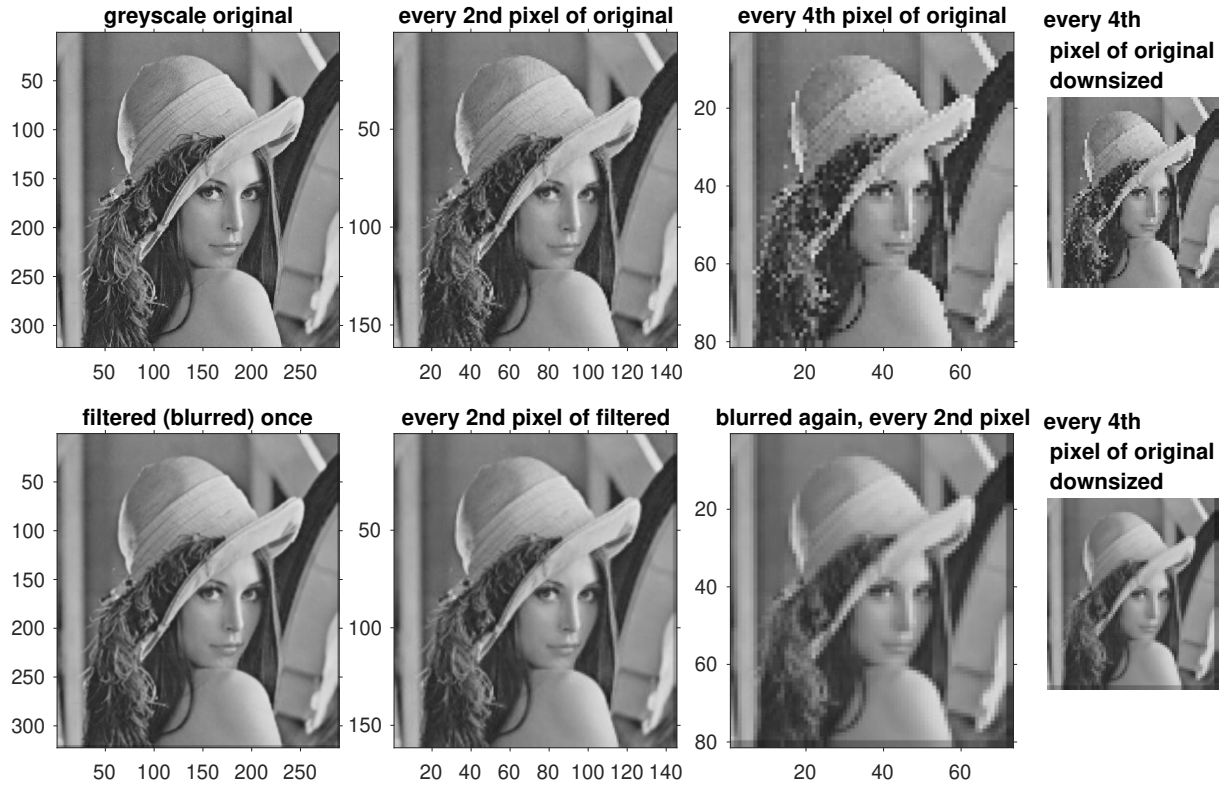 greyscale original
every 2nd pixel of original
every 4th pixel of original
every 4th
pixel of original
downsized
50
100
150
200
250
300
50 100 150 200 250
50
100
150
20 40 60 80 100 120 140
20
40
60
80
20 40 60
filtered (blurred) once
every 2nd pixel of filtered
blurred again, every 2nd pixel
every 4th
pixel of original
downsized
50
100
150
200
250
300
50 100 150 200 250
50
100
150
20 40 60 80 100 120 140
20
40
60
80
20 40 60